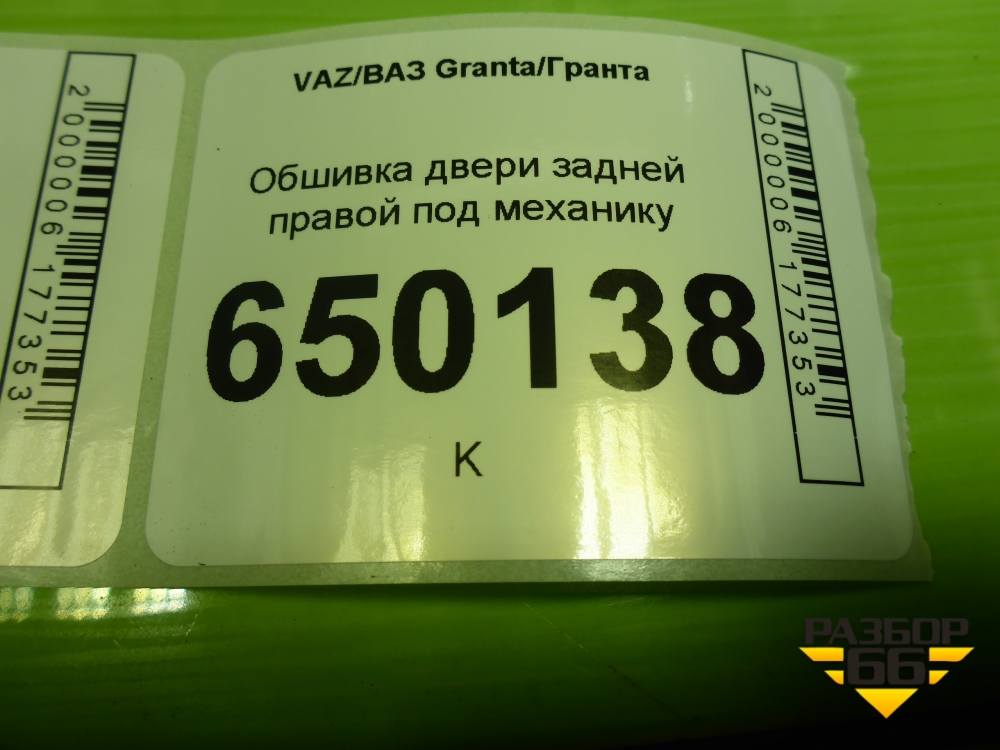 2000006177353
VAZ/ВАЗ Granta/Гранта
Обшивка двери задней
правой под механику
650138
К
2000006177353
РАЗБОР
66